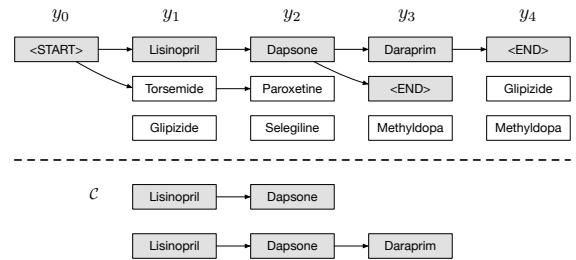 y0 y1 y2 y3 y4
<START> Lisinopril Dapsone Daraprim <END>
Torsemide Paroxetine <END> Glipizide
Glipizide Selegiline Methyldopa Methyldopa
C Lisinopril Dapsone
Lisinopril Dapsone Daraprim